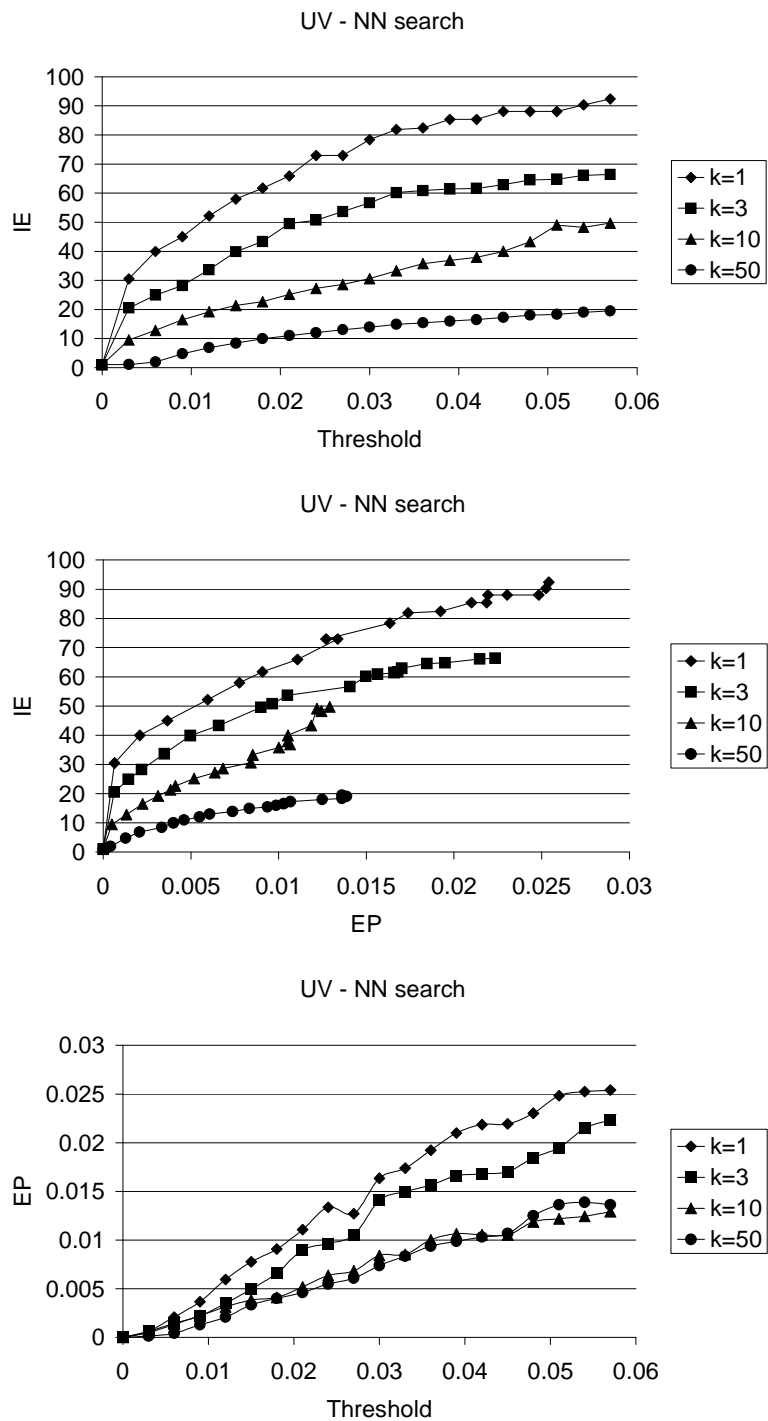 UV - NN search
100
90
80
70
60
50
40
30
20
10
0
IE
0 0.01 0.02 0.03 0.04 0.05 0.06
Threshold
k=1
k=3
k=10
k=50
UV - NN search
100
90
80
70
60
50
40
30
20
10
0
IE
0 0.005 0.01 0.015 0.02 0.025 0.03
EP
k=1
k=3
k=10
k=50
UV - NN search
0.03
0.025
0.02
0.015
0.01
0.005
0
EP
0 0.01 0.02 0.03 0.04 0.05 0.06
Threshold
k=1
k=3
k=10
k=50